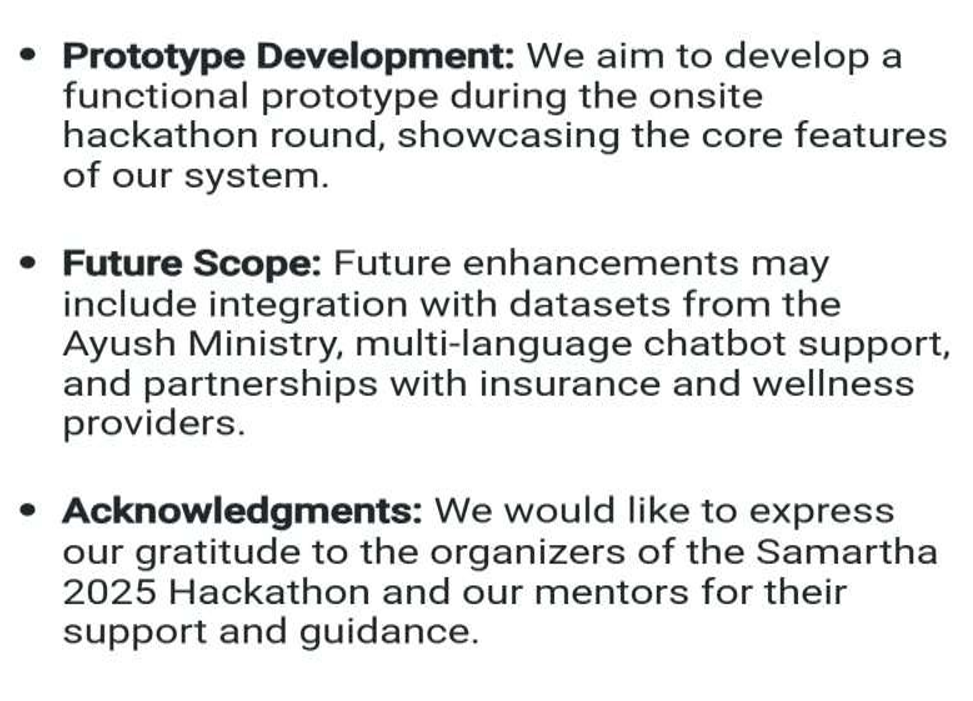 • Prototype Development: We aim to develop a
functional prototype during the onsite
hackathon round, showcasing the core features
of our system.
• Future Scope: Future enhancements may
include integration with datasets from the
Ayush Ministry, multi-language chatbot support,
and partnerships with insurance and wellness
providers.
• Acknowledgments: We would like to express
our gratitude to the organizers of the Samartha
2025 Hackathon and our mentors for their
support and guidance.